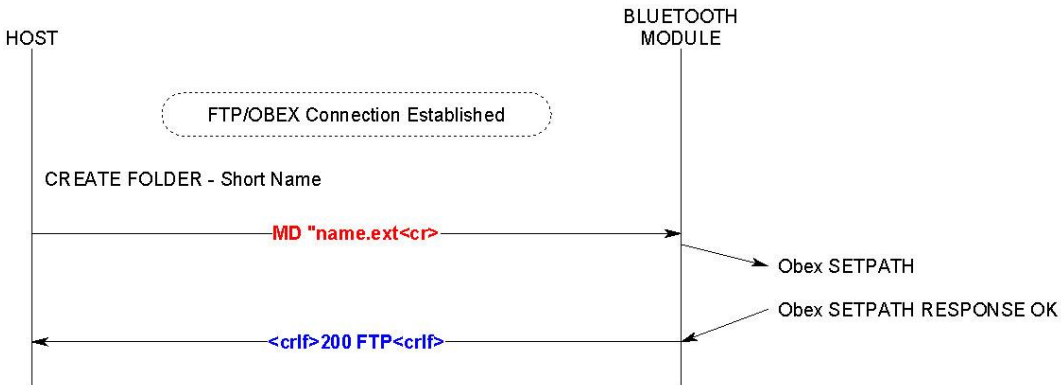 BLUETOOTH
MODULE
HOST
FTP/OBEX Connection Established
CREATE FOLDER - Short Name
MD "name.ext<cr>
Obex SETPATH
Obex SETPATH RESPONSE OK
<crlf>200 FTP<crlf>